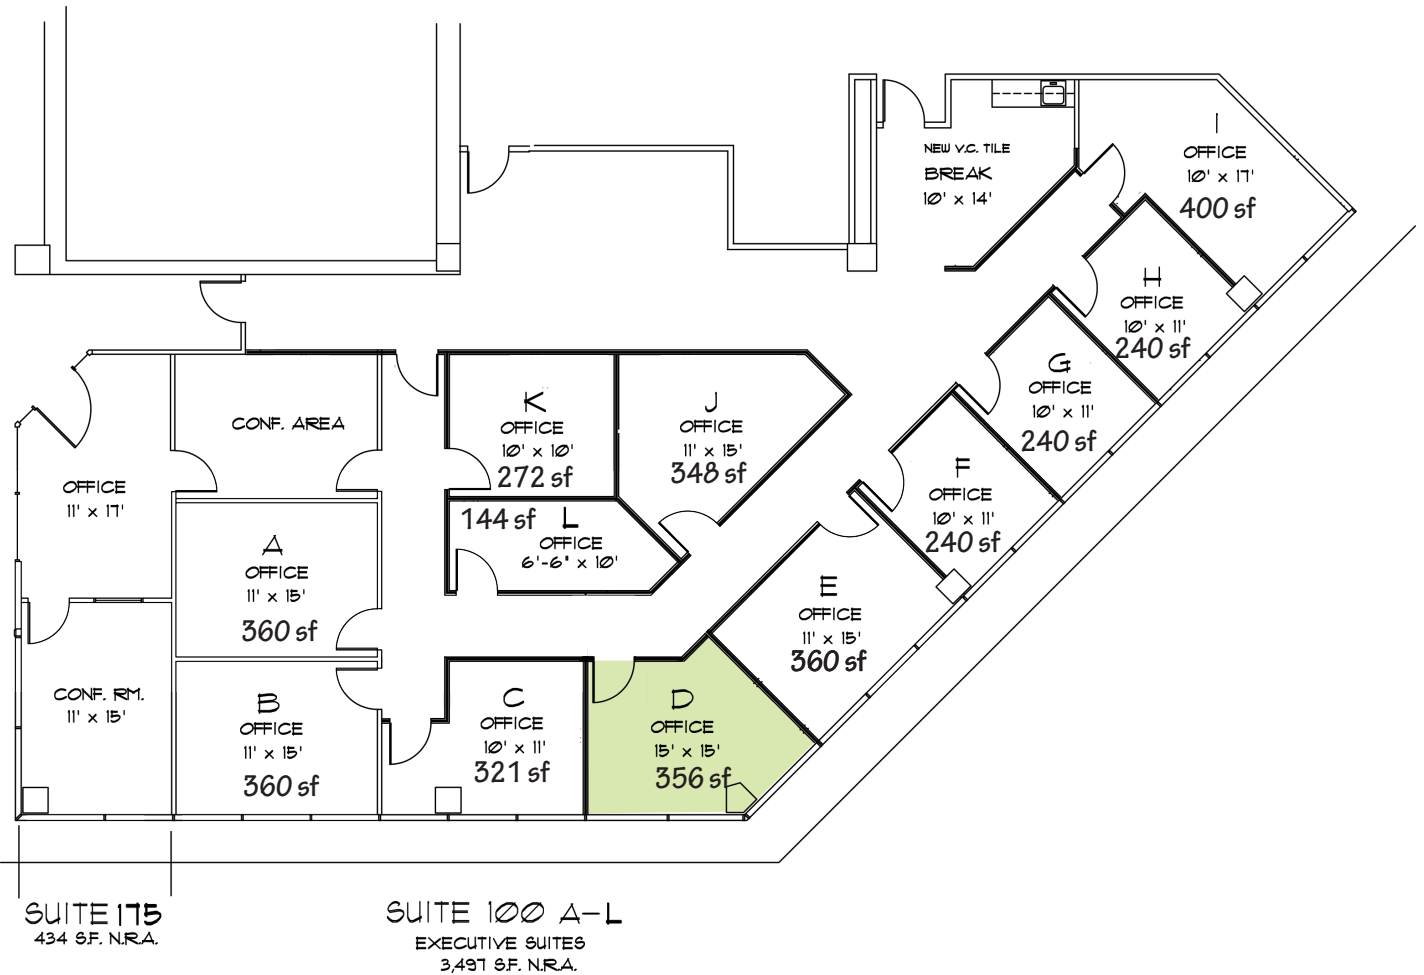 NEW V.C. TILE
BREAK
10' x 14'
I
OFFICE
10' x 17'
400 sf
H
OFFICE
10' x 11'
240 sf
G
OFFICE
10' x 11'
240 sf
F
OFFICE
10' x 11'
240 sf
E
OFFICE
11' x 15'
360 sf
J
OFFICE
11' x 15'
348 sf
K
OFFICE
10' x 10'
272 sf
144 sf L
OFFICE
6'-6" x 10'
CONF. AREA
OFFICE
11' x 17'
A
OFFICE
11' x 15'
360 sf
CONF. RM.
11' x 15'
B
OFFICE
11' x 15'
360 sf
C
OFFICE
10' x 11'
321 sf
D
OFFICE
15' x 15'
356 sf
SUITE 175
434 S.F. N.R.A.
SUITE 100 A-L
EXECUTIVE SUITES
3,497 S.F. N.R.A.